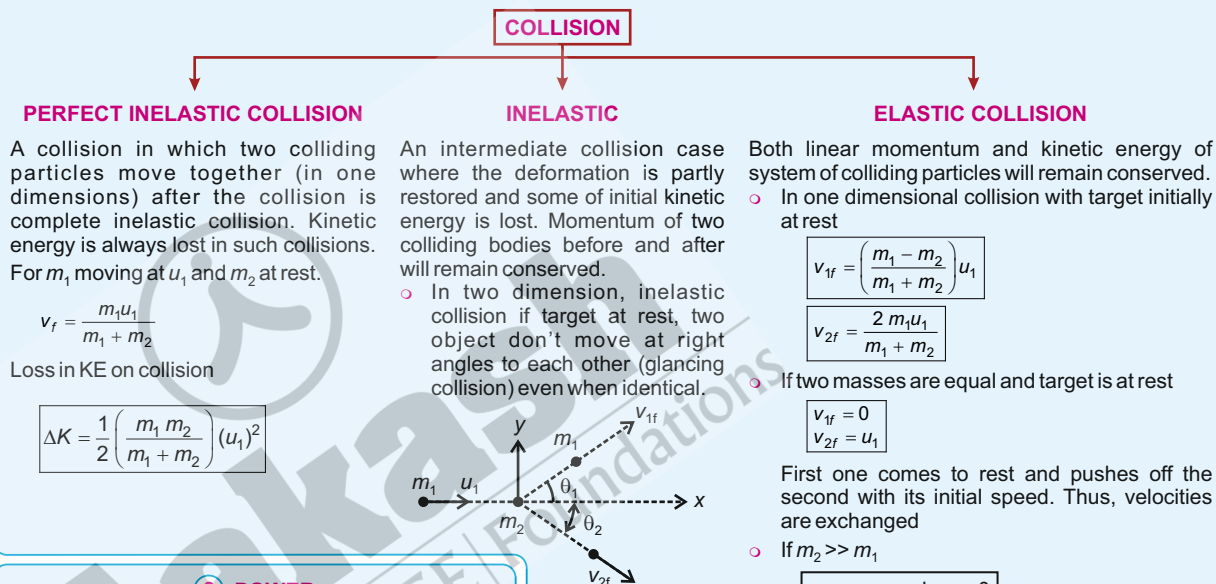 COLLISION
PERFECT INELASTIC COLLISION
A collision in which two colliding
particles move together (in one
dimensions) after the collision is
complete inelastic collision. Kinetic
energy is always lost in such collisions.
For m₁ moving at u₁ and m₂ at rest.
v_f = m₁u₁ / (m₁ + m₂)
Loss in KE on collision
ΔK = 1/2 (m₁ m₂ / (m₁ + m₂)) (u₁)²
INELASTIC
An intermediate collision case
where the deformation is partly
restored and some of initial kinetic
energy is lost. Momentum of two
colliding bodies before and after
will remain conserved.
In two dimension, inelastic
collision if target at rest, two
object don't move at right
angles to each other (glancing
collision) even when identical.
y
m₁
v₁f
m₁ u₁
θ₁
x
m₂
θ₂
v₂f
ELASTIC COLLISION
Both linear momentum and kinetic energy of
system of colliding particles will remain conserved.
In one dimensional collision with target initially
at rest
v₁f = ((m₁ − m₂) / (m₁ + m₂)) u₁
v₂f = 2 m₁u₁ / (m₁ + m₂)
If two masses are equal and target is at rest
v₁f = 0
v₂f = u₁
First one comes to rest and pushes off the
second with its initial speed. Thus, velocities
are exchanged
If m₂ >> m₁
POWER
akash
Foundations